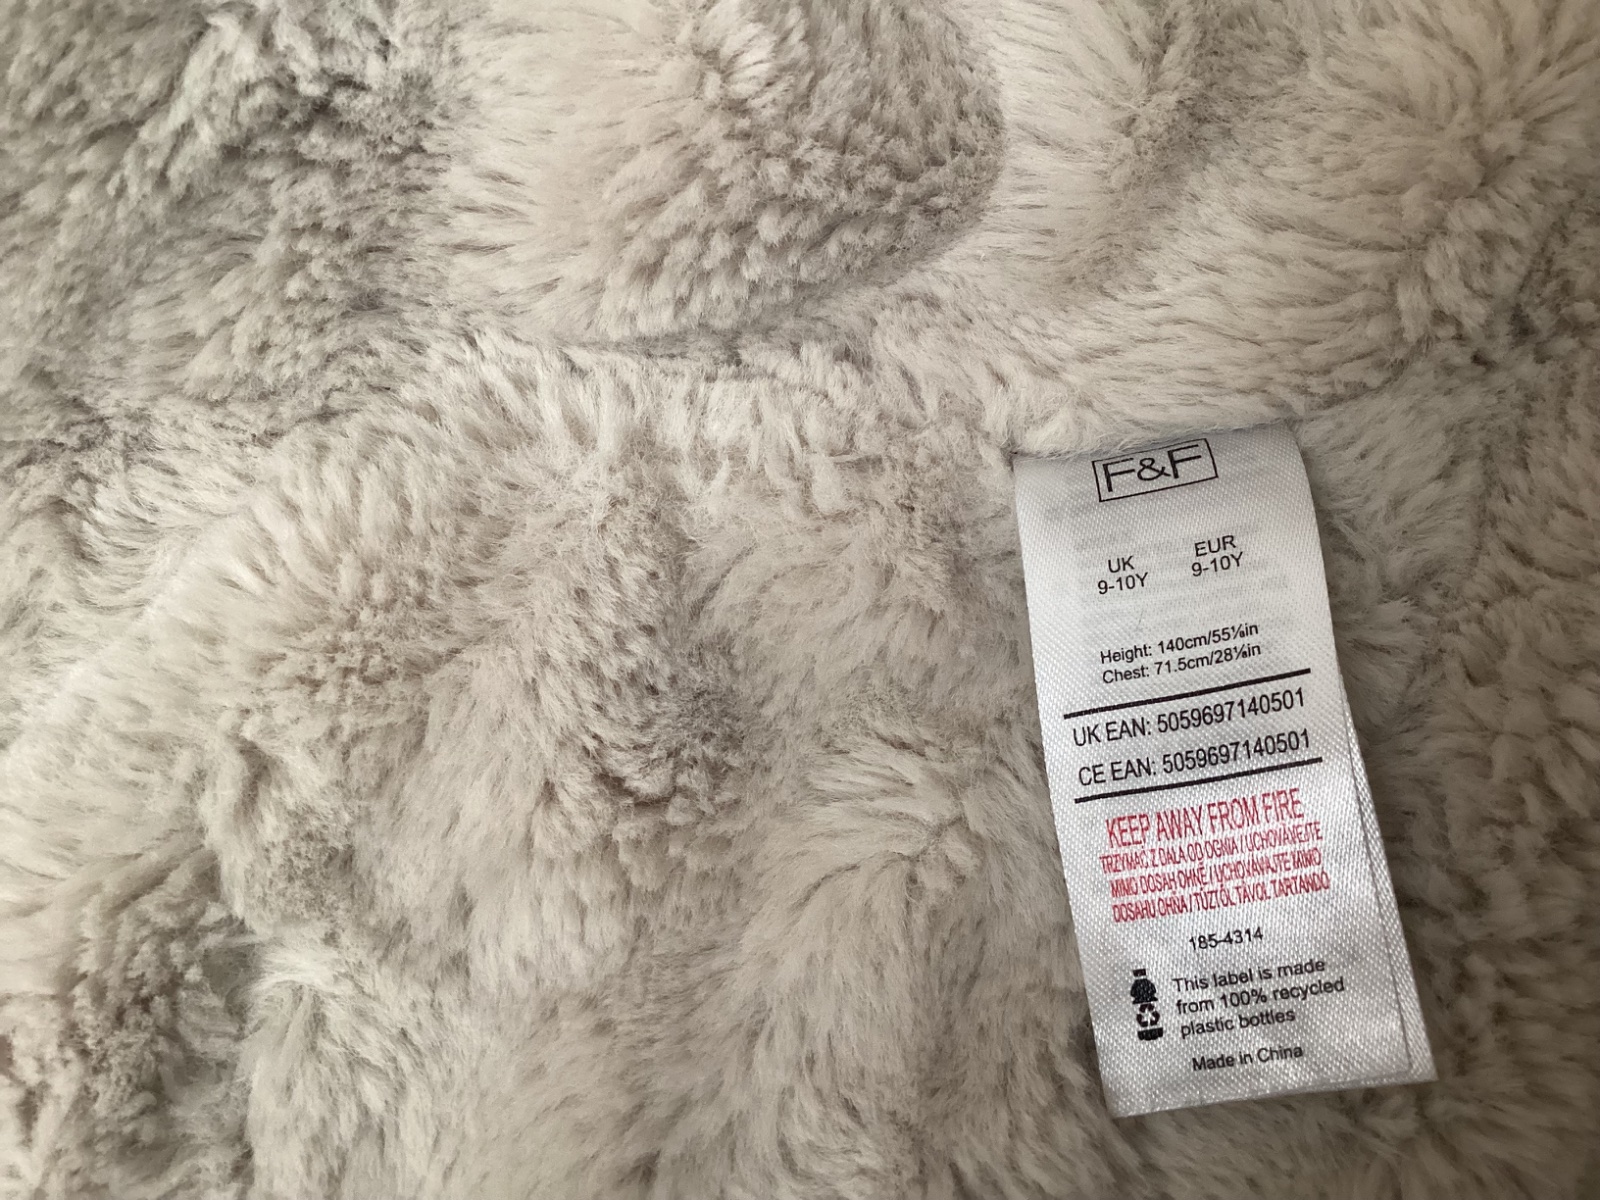 F&F
UK EUR
9-10Y 9-10Y
Height: 140cm/55⅛in
Chest: 71.5cm/28⅛in
UK EAN: 5059697140501
CE EAN: 5059697140501
KEEP AWAY FROM FIRE
TRZYMAĆ Z DALA OD OGNIA / UCHOVÁVEJTE
MIMO DOSAH OHNĚ / UCHOVÁVAJTE MIMO
DOSAHU OHŇA / TŰZTŐL TÁVOL TARTANDÓ
185-4314
This label is made
from 100% recycled
plastic bottles
Made in China